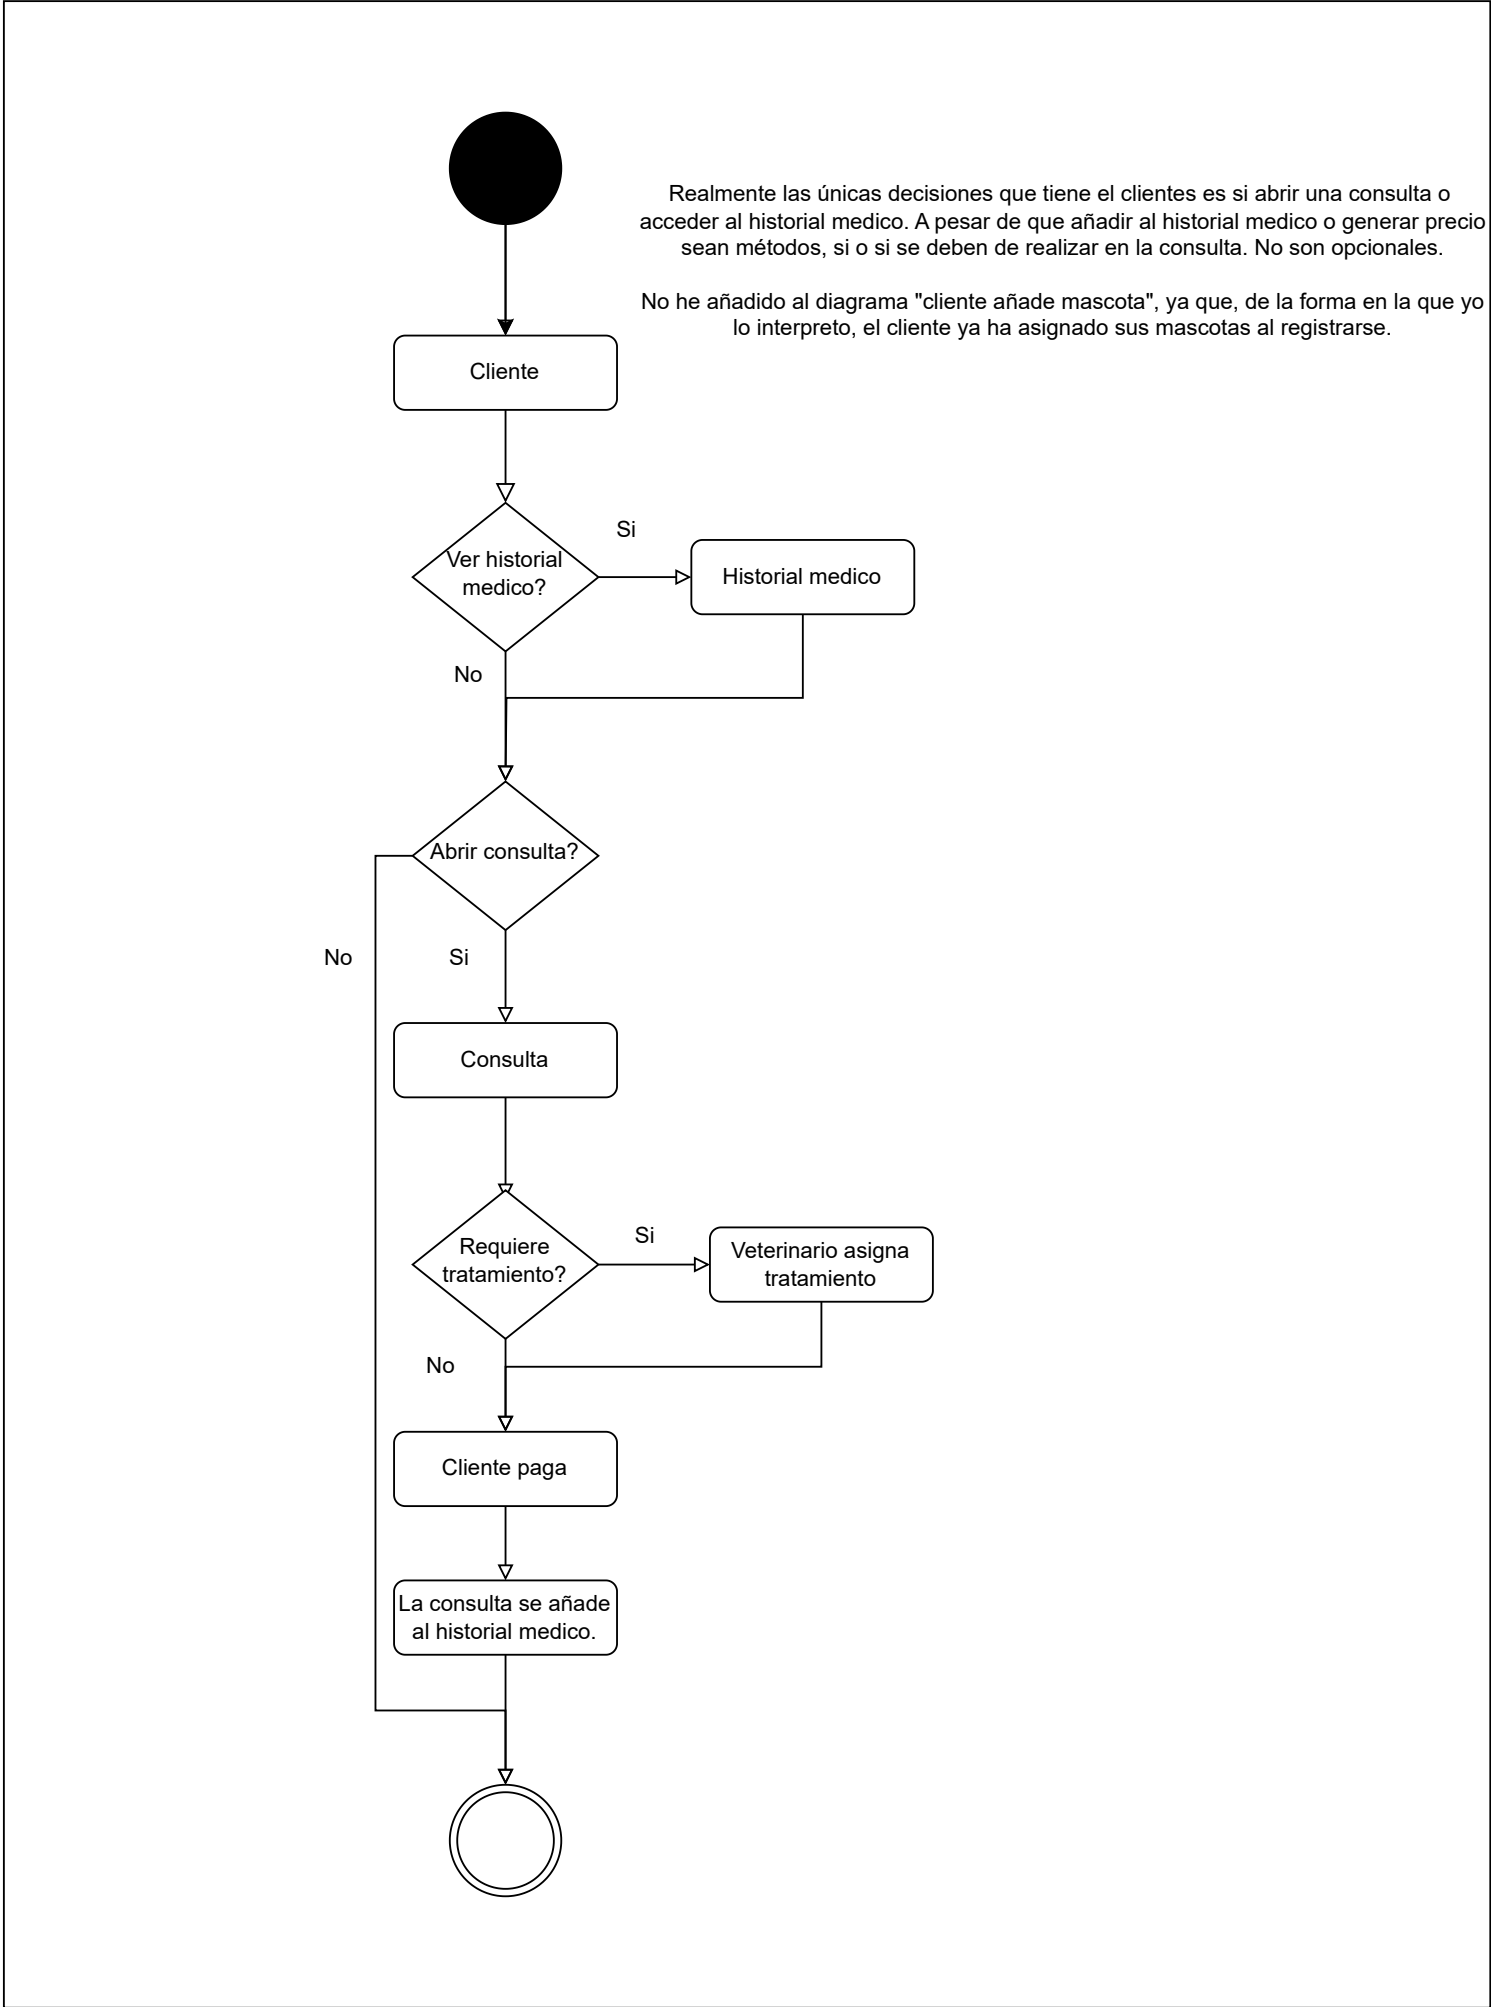 Realmente las únicas decisiones que tiene el clientes es si abrir una consulta o
acceder al historial medico. A pesar de que añadir al historial medico o generar precio
sean métodos, si o si se deben de realizar en la consulta. No son opcionales.
No he añadido al diagrama "cliente añade mascota", ya que, de la forma en la que yo
lo interpreto, el cliente ya ha asignado sus mascotas al registrarse.
Cliente
Ver historial
medico?
Si
Historial medico
No
Abrir consulta?
No
Si
Consulta
Requiere
tratamiento?
Si
Veterinario asigna
tratamiento
No
Cliente paga
La consulta se añade
al historial medico.